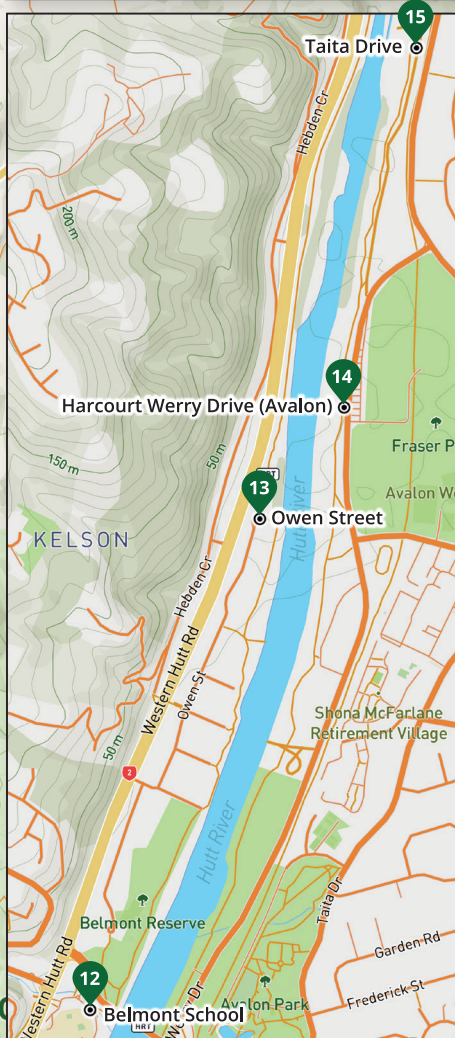 15
Taita Drive
Hebden Cr
200 m
14
Harcourt Werry Drive (Avalon)
Fraser P
150 m
50 m
13
Avalon W
Owen Street
Hutt River
KELSON
Hebden Cr
Western Hutt Rd
Owen St
Shona McFarlane
Retirement Village
50 m
2
Hutt River
Belmont Reserve
Taita Dr
Garden Rd
Western Hutt Rd
12
Avalon Park
Frederick St
Belmont School
HRT